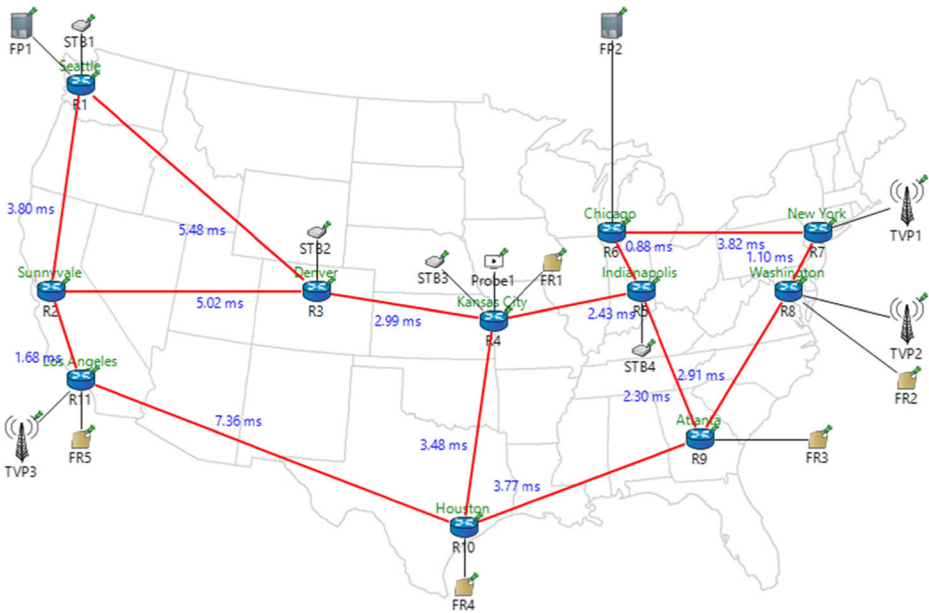 FP1
STB1
Seattle
R1
FP2
3.80 ms
5.48 ms
STB2
Chicago
R6
0.88 ms
3.82 ms
New York
R7
TVP1
1.10 ms
Sunnyvale
R2
5.02 ms
Denver
R3
2.99 ms
STB3
Probe1
FR1
Kansas City
R4
2.43 ms
Indianapolis
R5
STB4
Washington
R8
TVP2
FR2
1.68 ms
Los Angeles
R11
TVP3
FR5
7.36 ms
3.48 ms
2.30 ms
2.91 ms
Atlanta
R9
FR3
3.77 ms
Houston
R10
FR4